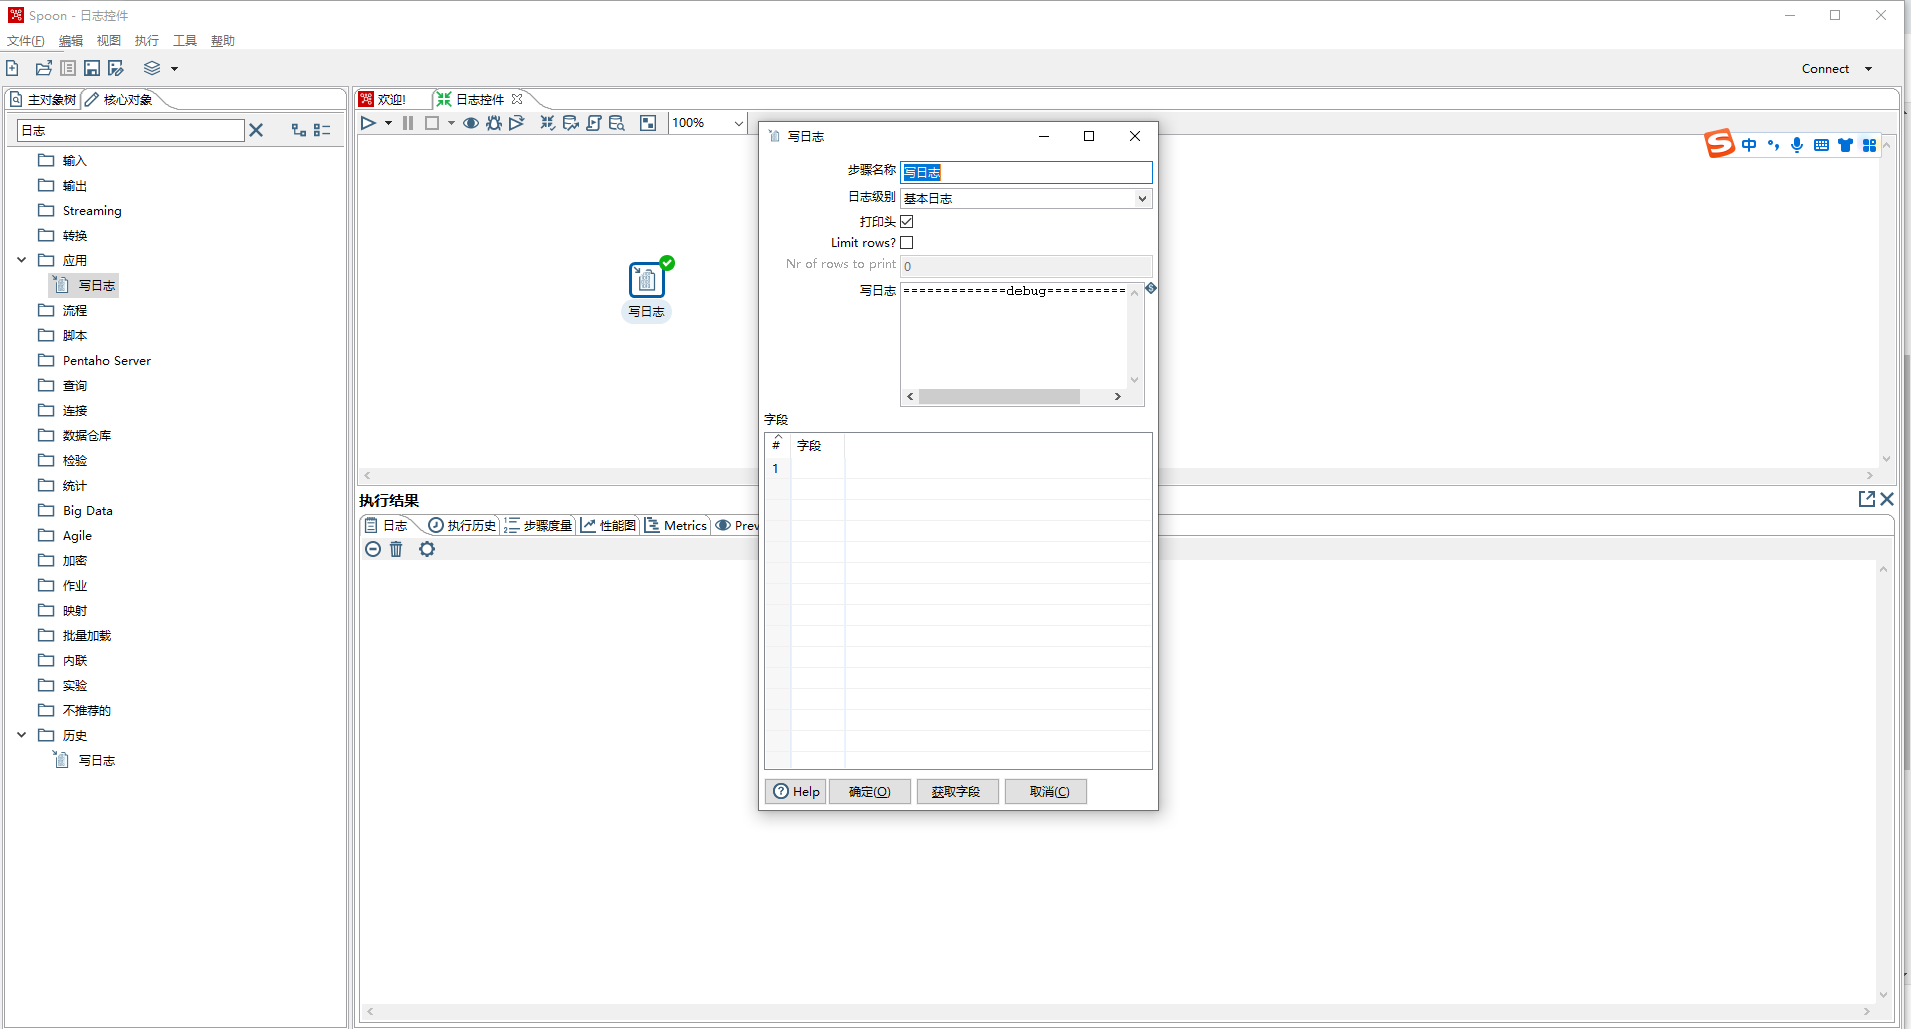 Spoon - 日志控件
文件(F) 编辑 视图 执行 工具 帮助
Connect
主对象树 核心对象
日志
输入
输出
Streaming
转换
应用
写日志
流程
脚本
Pentaho Server
查询
连接
数据仓库
检验
统计
Big Data
Agile
加密
作业
映射
批量加载
内联
实验
不推荐的
历史
写日志
欢迎! 日志控件
100%
写日志
执行结果
日志 执行历史 步骤度量 性能图 Metrics Prev
写日志
步骤名称 写日志
日志级别 基本日志
打印头
Limit rows?
Nr of rows to print 0
写日志 =============debug==========
字段
# 字段
1
Help 确定(O) 获取字段 取消(C)
中